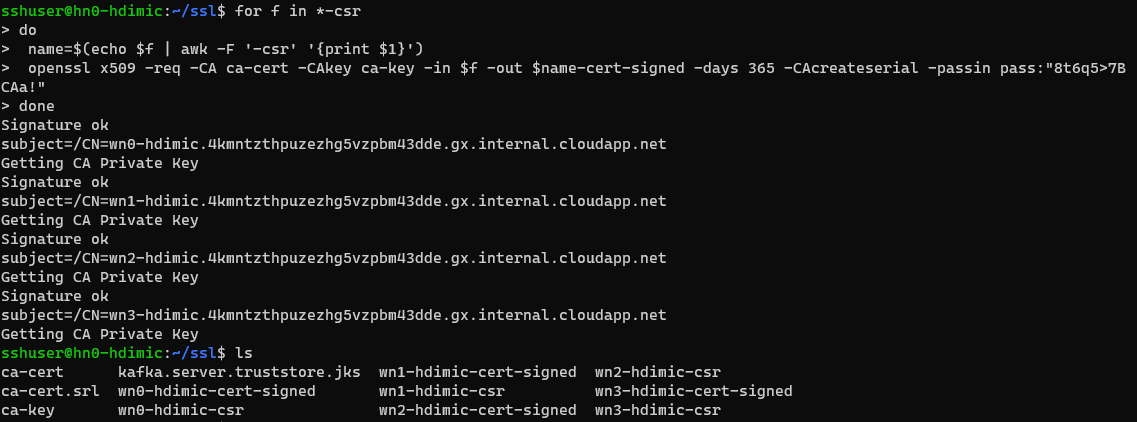 sshuser@hn0-hdimic:~/ssl$ for f in *-csr
> do
>  name=$(echo $f | awk -F '-csr' '{print $1}')
>  openssl x509 -req -CA ca-cert -CAkey ca-key -in $f -out $name-cert-signed -days 365 -CAcreateserial -passin pass:"8t6q5>7B
CAa!"
> done
Signature ok
subject=/CN=wn0-hdimic.4kmntzthpuzezhg5vzpbm43dde.gx.internal.cloudapp.net
Getting CA Private Key
Signature ok
subject=/CN=wn1-hdimic.4kmntzthpuzezhg5vzpbm43dde.gx.internal.cloudapp.net
Getting CA Private Key
Signature ok
subject=/CN=wn2-hdimic.4kmntzthpuzezhg5vzpbm43dde.gx.internal.cloudapp.net
Getting CA Private Key
Signature ok
subject=/CN=wn3-hdimic.4kmntzthpuzezhg5vzpbm43dde.gx.internal.cloudapp.net
Getting CA Private Key
sshuser@hn0-hdimic:~/ssl$ ls
ca-cert      kafka.server.truststore.jks  wn1-hdimic-cert-signed  wn2-hdimic-csr
ca-cert.srl  wn0-hdimic-cert-signed       wn1-hdimic-csr          wn3-hdimic-cert-signed
ca-key       wn0-hdimic-csr               wn2-hdimic-cert-signed  wn3-hdimic-csr